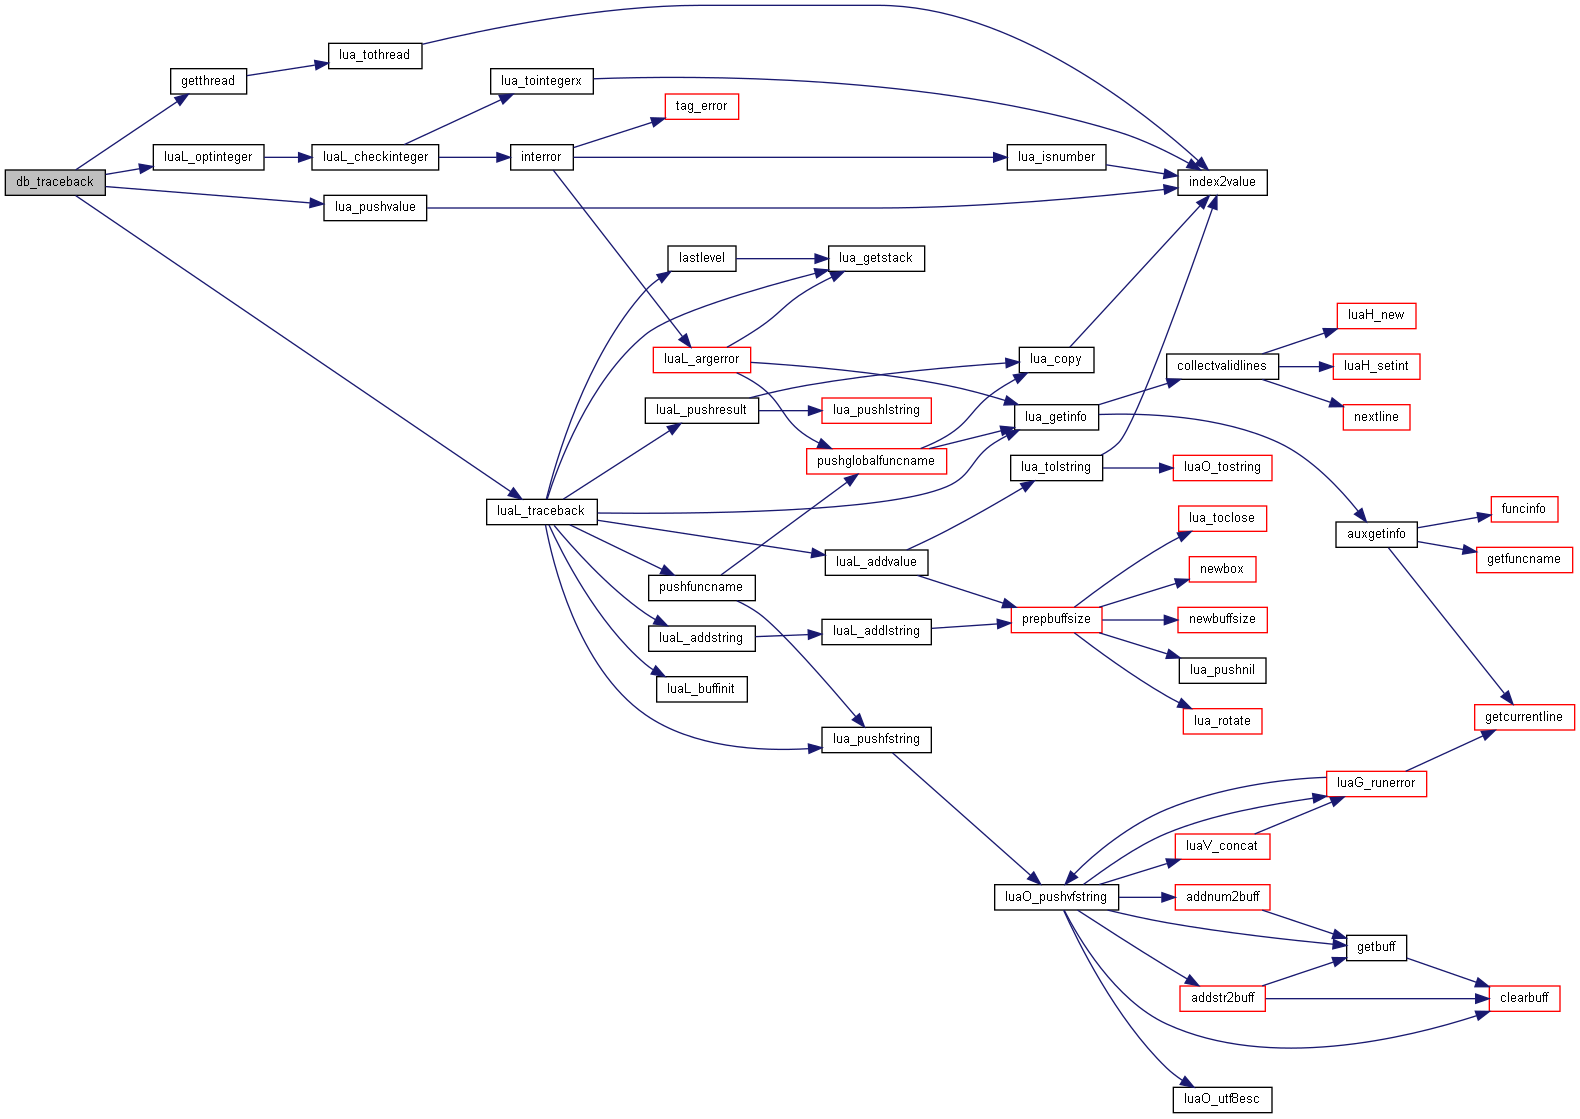 lua_tothread
getthread
lua_tointegerx
tag_error
luaL_optinteger
luaL_checkinteger
interror
lua_isnumber
db_traceback
index2value
lua_pushvalue
lastlevel
lua_getstack
luaH_new
luaL_argerror
lua_copy
collectvalidlines
luaH_setint
luaL_pushresult
lua_pushlstring
lua_getinfo
nextline
pushglobalfuncname
lua_tolstring
luaO_tostring
luaL_traceback
funcinfo
lua_toclose
auxgetinfo
luaL_addvalue
getfuncname
newbox
pushfuncname
prepbuffsize
newbuffsize
luaL_addstring
luaL_addlstring
lua_pushnil
luaL_buffinit
lua_rotate
getcurrentline
lua_pushfstring
luaG_runerror
luaV_concat
luaO_pushvfstring
addnum2buff
getbuff
addstr2buff
clearbuff
luaO_utf8esc